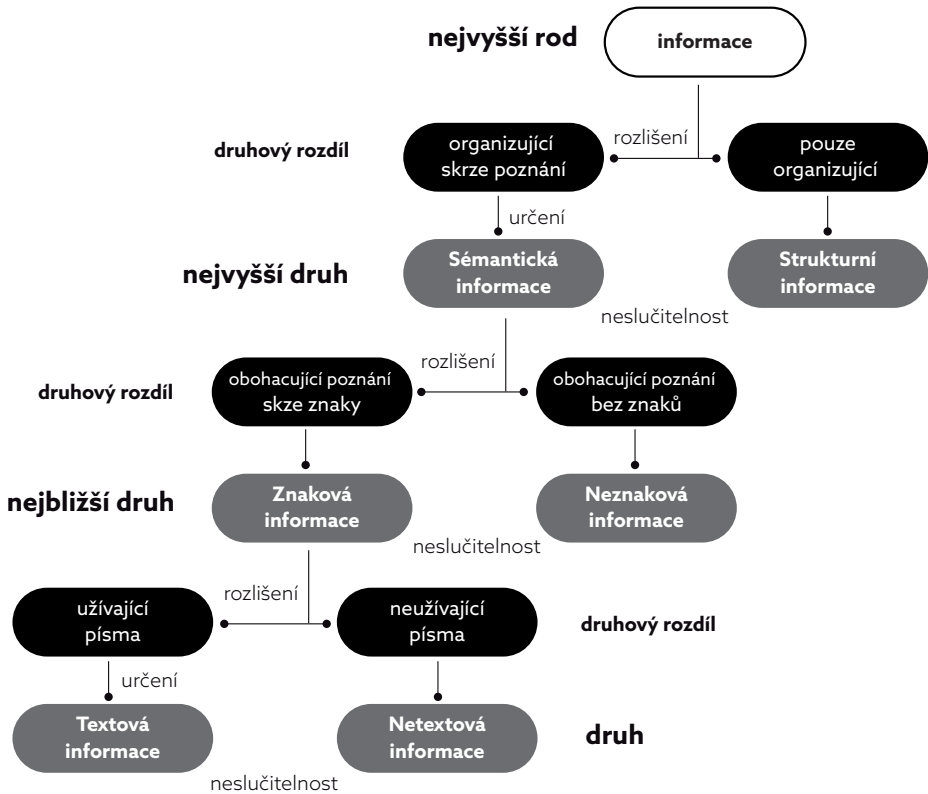 nejvyšší rod
informace
druhový rozdíl
organizující
skrze poznání
rozlišení
pouze
organizující
určení
nejvyšší druh
Sémantická
informace
Strukturní
informace
neslučitelnost
rozlišení
druhový rozdíl
obohacující poznání
skze znaky
obohacující poznání
bez znaků
nejbližší druh
Znaková
informace
Neznaková
informace
neslučitelnost
rozlišení
užívající
písma
neužívající
písma
druhový rozdíl
určení
Textová
informace
Netextová
informace
druh
neslučitelnost